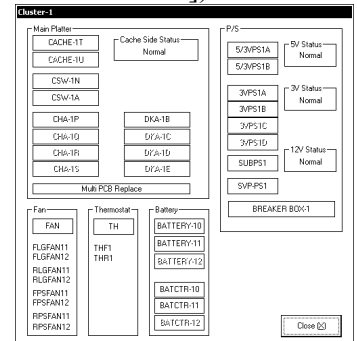 Cluster-1
Main Platter
CACHE-1T
CACHE-1U
Cache Side Status
Normal
CSW-1N
CSW-1A
CHA-1P
CHA-1Q
CHA-1R
CHA-1S
DKA-1B
DKA-1C
DKA-1D
DKA-1E
Multi PCB Replace
P/S
5/3VPS1A
5/3VPS1B
5V Status
Normal
3VPS1A
3VPS1B
3VPS1C
3VPS1D
3V Status
Normal
SUBPS1
12V Status
Normal
SVP-PS1
BREAKER BOX-1
Fan
FAN
FLGFAN11
FLGFAN12
RLGFAN11
RLGFAN12
FPSFAN11
FPSFAN12
RPSFAN11
RPSFAN12
Thermostat
TH
THF1
THR1
Battery
BATTERY-10
BATTERY-11
BATTERY-12
BATCTR-10
BATCTR-11
BATCTR-12
Close